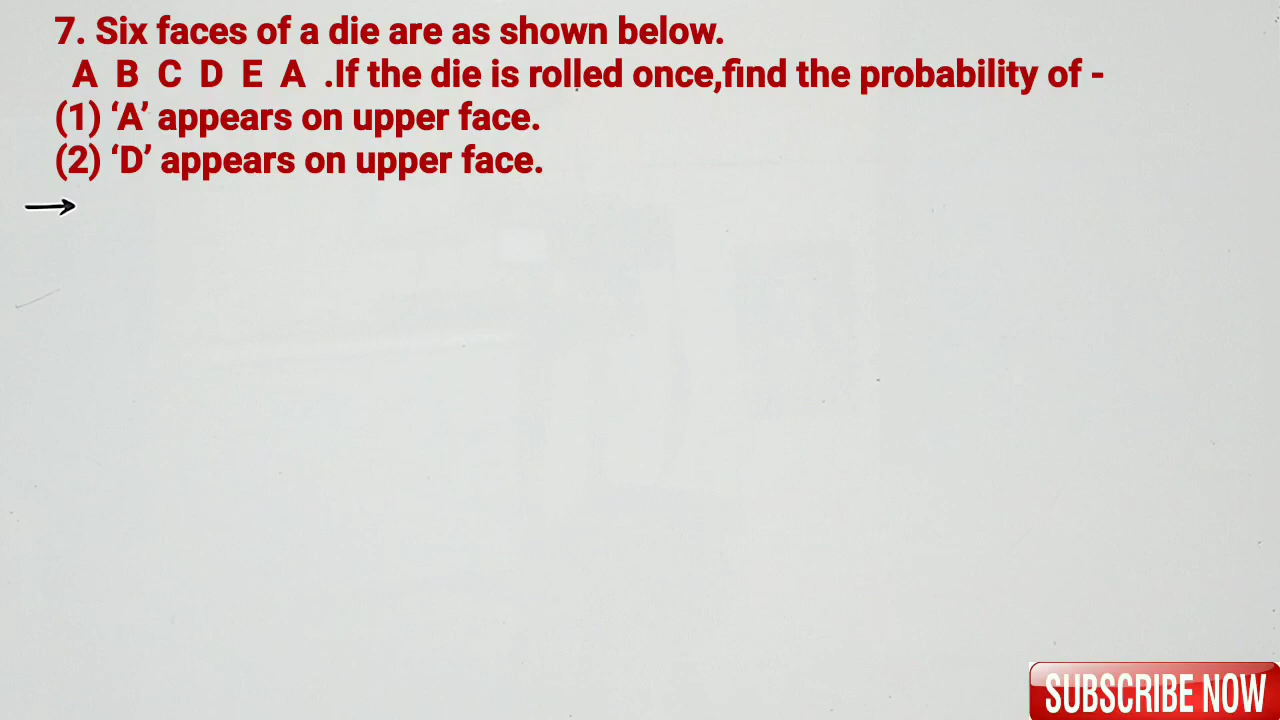 7. Six faces of a die are as shown below.
A B C D E A .If the die is rolled once,find the probability of -
(1) ‘A’ appears on upper face.
(2) ‘D’ appears on upper face.
→
SUBSCRIBE NOW